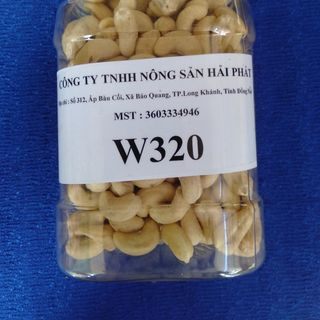 CÔNG TY TNHH NÔNG SẢN HẢI PHÁT
chỉ : Số 312, Ấp Bàu Cối, Xã Bảo Quang, TP.Long Khánh, Tỉnh Đồng
MST : 3603334946
W320